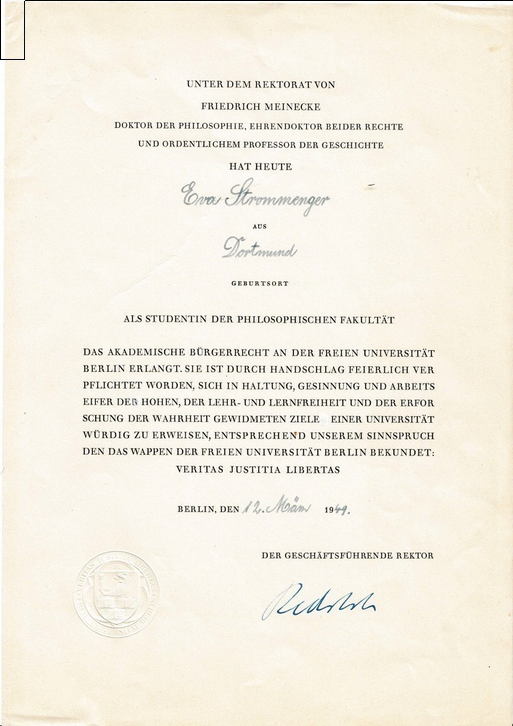 UNTER DEM REKTORAT VON
FRIEDRICH MEINECKE
DOKTOR DER PHILOSOPHIE, EHRENDOKTOR BEIDER RECHTE
UND ORDENTLICHEM PROFESSOR DER GESCHICHTE
HAT HEUTE
Eva Strommenger
AUS
Dortmund
GEBURTSORT
ALS STUDENTIN DER PHILOSOPHISCHEN FAKULTÄT
DAS AKADEMISCHE BÜRGERRECHT AN DER FREIEN UNIVERSITÄT
BERLIN ERLANGT. SIE IST DURCH HANDSCHLAG FEIERLICH VER
PFLICHTET WORDEN, SICH IN HALTUNG, GESINNUNG UND ARBEITS
EIFER DER HOHEN, DER LEHR- UND LERNFREIHEIT UND DER ERFOR
SCHUNG DER WAHRHEIT GEWIDMETEN ZIELE EINER UNIVERSITÄT
WÜRDIG ZU ERWEISEN, ENTSPRECHEND UNSEREM SINNSPRUCH
DEN DAS WAPPEN DER FREIEN UNIVERSITÄT BERLIN BEKUNDET:
VERITAS JUSTITIA LIBERTAS
BERLIN, DEN 12. März 1949.
DER GESCHÄFTSFÜHRENDE REKTOR